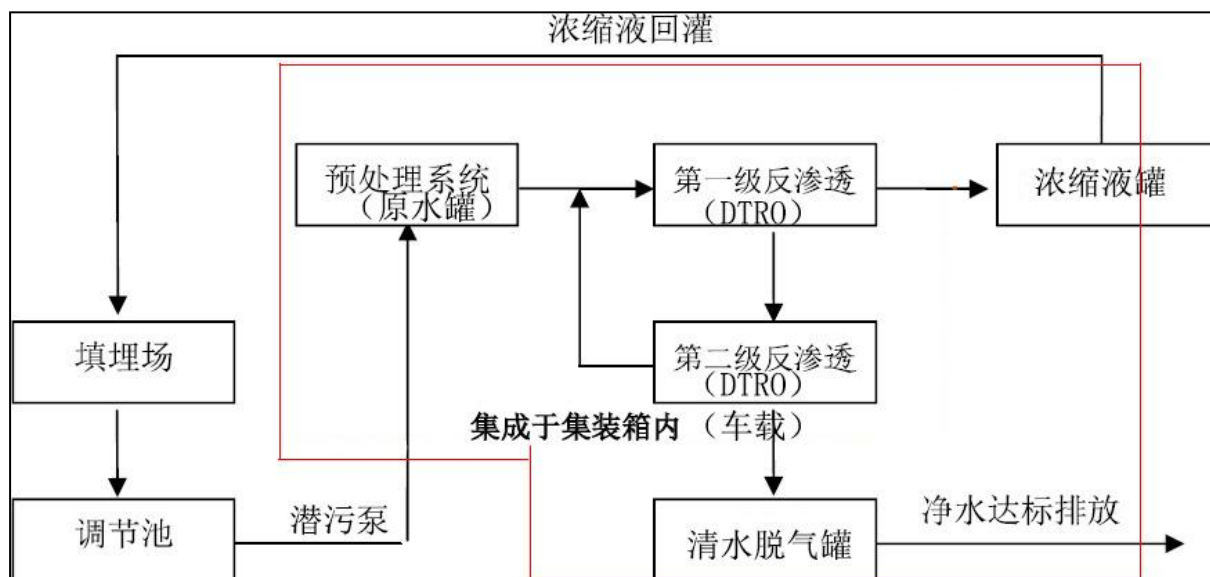 浓缩液回灌
预处理系统
（原水罐）
第一级反渗透
（DTRO）
浓缩液罐
填埋场
第二级反渗透
（DTRO）
集成于集装箱内（车载）
调节池
潜污泵
清水脱气罐
净水达标排放